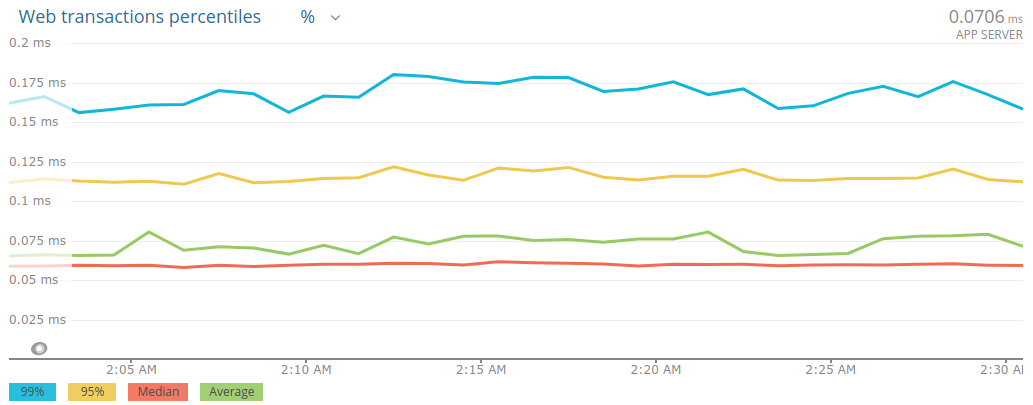 Web transactions percentiles %
0.0706 ms
APP SERVER
0.2 ms
0.175 ms
0.15 ms
0.125 ms
0.1 ms
0.075 ms
0.05 ms
0.025 ms
2:05 AM 2:10 AM 2:15 AM 2:20 AM 2:25 AM 2:30 A
99% 95% Median Average